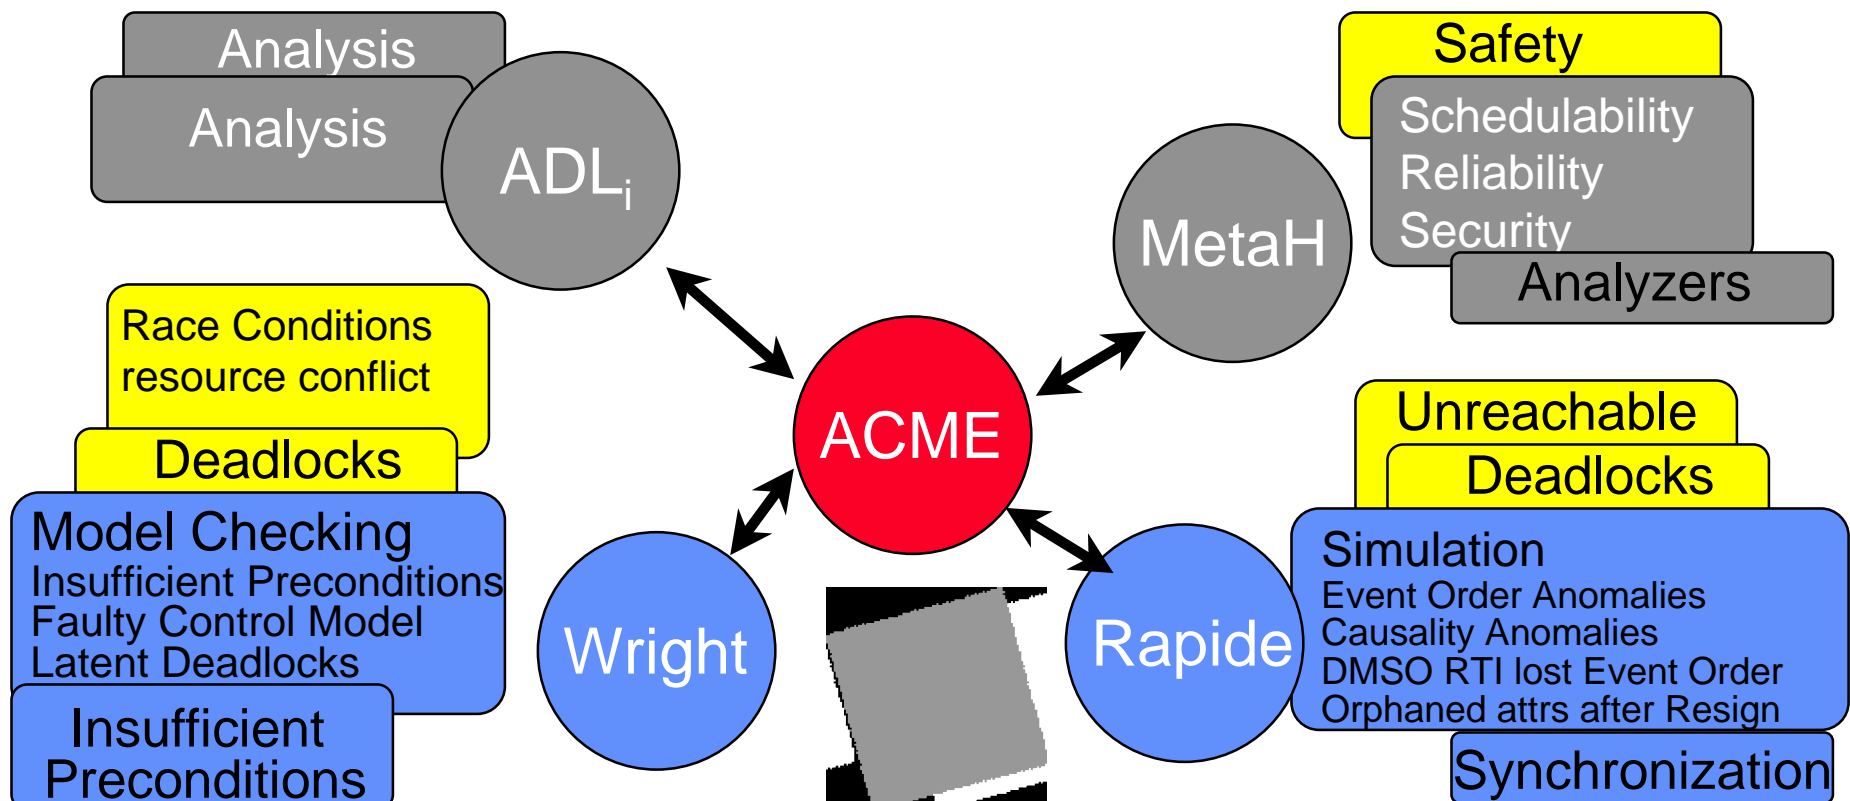 Analysis
Analysis
ADLi
Safety
Schedulability
Reliability
Security
Analyzers
MetaH
Race Conditions
resource conflict
Deadlocks
Model Checking
Insufficient Preconditions
Faulty Control Model
Latent Deadlocks
Insufficient
Preconditions
ACME
Wright
Rapide
Unreachable
Deadlocks
Simulation
Event Order Anomalies
Causality Anomalies
DMSO RTI lost Event Order
Orphaned attrs after Resign
Synchronization